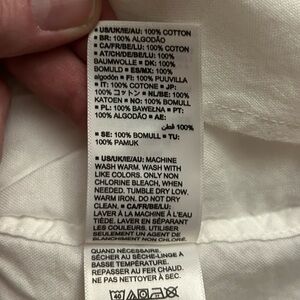 ▪ US/UK/IE/AU: 100% COTTON
▪ BR: 100% ALGODÃO
▪ CA/FR/BE/LU: 100% COTON
▪ AT/CH/DE/BE/LU: 100%
BAUMWOLLE ▪ DK: 100%
BOMULD ▪ ES/MX: 100%
algodón ▪ FI: 100% PUUVILLA
▪ IT: 100% COTONE ▪ JP:
100% コットン ▪ NL/BE: 100%
KATOEN ▪ NO: 100% BOMULL
▪ PL: 100% BAWEŁNA ▪ PT:
100% ALGODÃO ▪ AE:
100% قطن
▪ SE: 100% BOMULL ▪ TU:
100% PAMUK
▪ US/UK/IE/AU: MACHINE
WASH WARM. WASH WITH
LIKE COLORS. ONLY NON
CHLORINE BLEACH, WHEN
NEEDED. TUMBLE DRY LOW.
WARM IRON. DO NOT DRY
CLEAN. ▪ CA/FR/BE/LU:
LAVER À LA MACHINE À L'EAU
TIÈDE. LAVER EN SÉPARANT
LES COULEURS. UTILISER
SEULEMENT UN AGENT DE
BLANCHIMENT NON CHLORÉ,
QUAND NÉCESSAIRE.
SÉCHER AU SÈCHE-LINGE À
BASSE TEMPÉRATURE.
REPASSER AU FER CHAUD.
NE PAS NETTOYER À SEC.
40